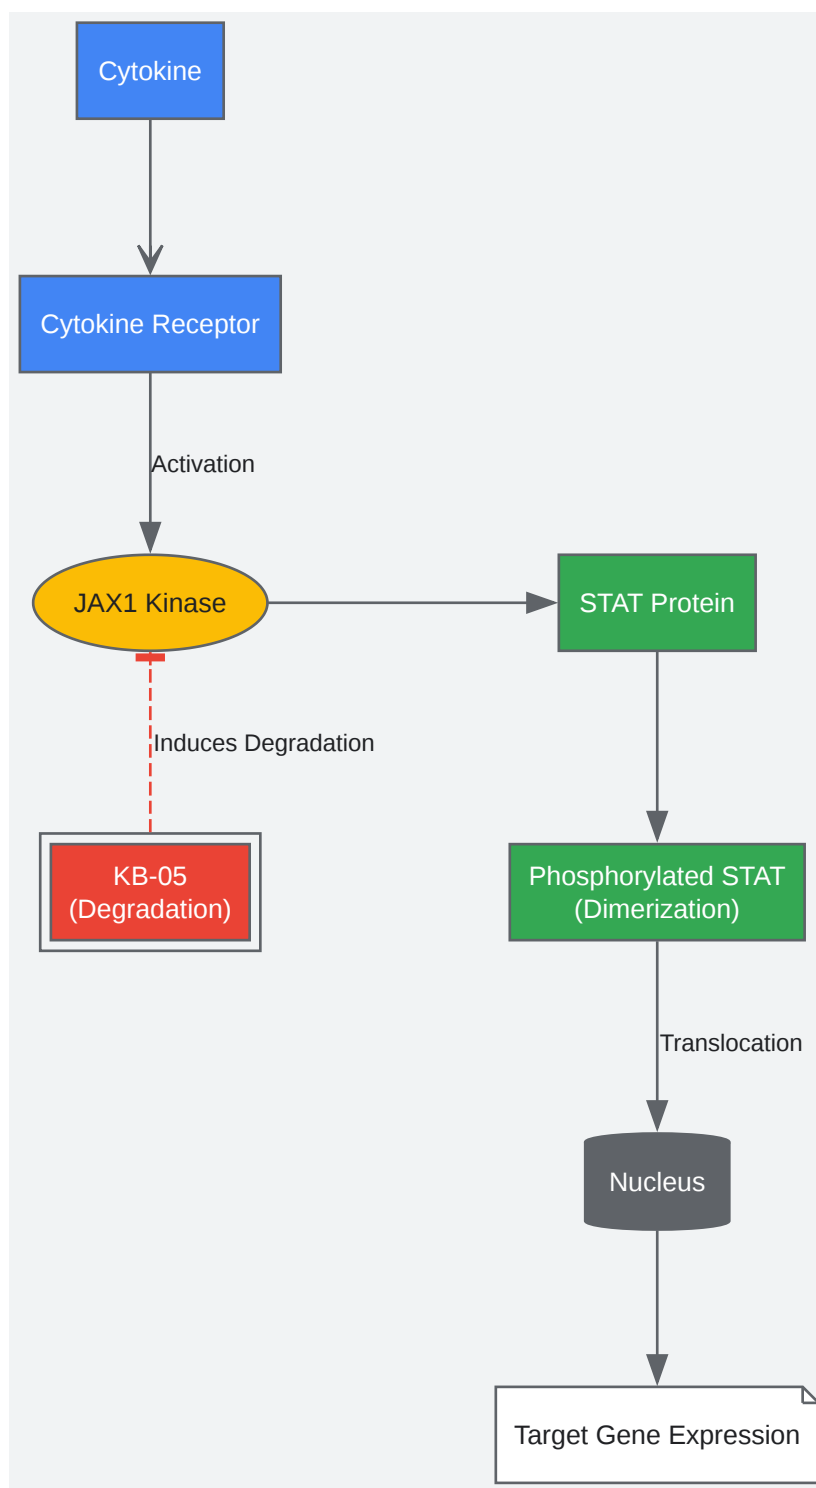 Cytokine
Cytokine Receptor
Activation
JAX1 Kinase
STAT Protein
Induces Degradation
KB-05
(Degradation)
Phosphorylated STAT
(Dimerization)
Translocation
Nucleus
Target Gene Expression